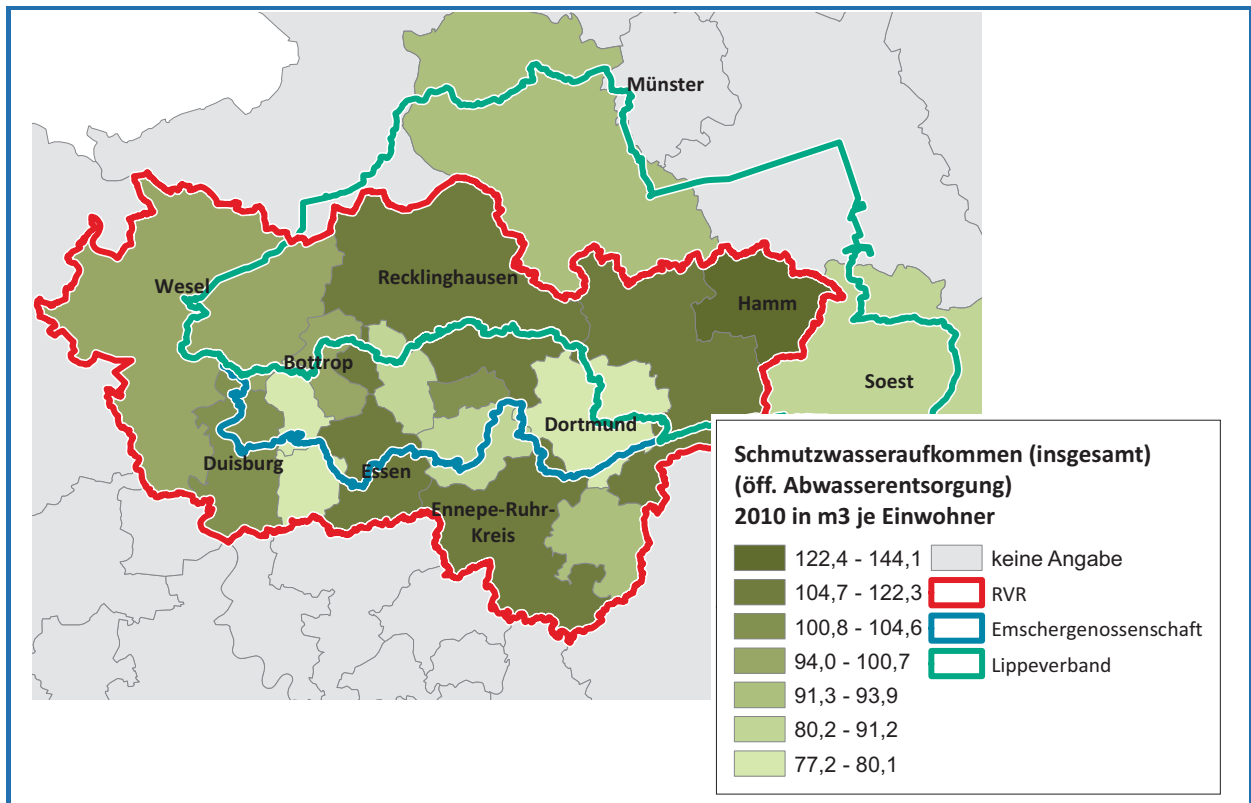 Münster
Recklinghausen
Wesel
Hamm
Bottrop
Soest
Dortmund
Duisburg
Essen
Ennepe-Ruhr-
Kreis
Schmutzwasseraufkommen (insgesamt)
(öff. Abwasserentsorgung)
2010 in m3 je Einwohner
122,4 - 144,1
keine Angabe
104,7 - 122,3
RVR
100,8 - 104,6
Emschergenossenschaft
94,0 - 100,7
Lippeverband
91,3 - 93,9
80,2 - 91,2
77,2 - 80,1